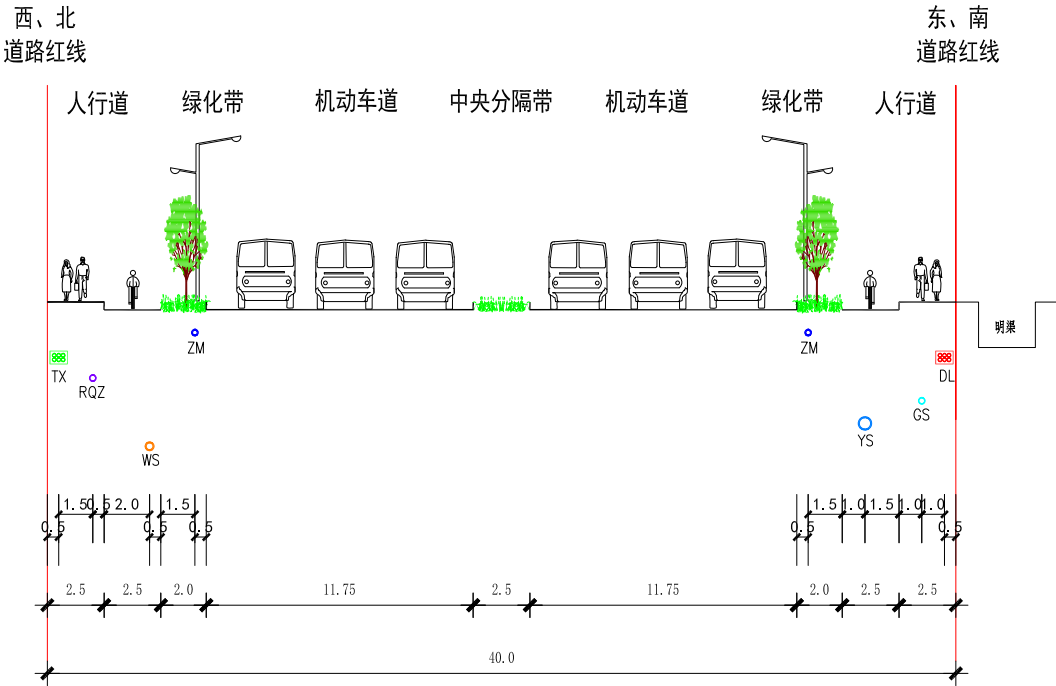 西、北
道路红线
东、南
道路红线
人行道 绿化带 机动车道 中央分隔带 机动车道 绿化带 人行道
明渠
ZM ZM
TX DL
RQZ
GS
YS
WS
1.5 0.5 2.0 1.5 1.5 1.0 1.5 1.0 1.0
0.5 0.5 0.5 0.5 0.5
2.5 2.5 2.0 11.75 2.5 11.75 2.0 2.5 2.5
40.0